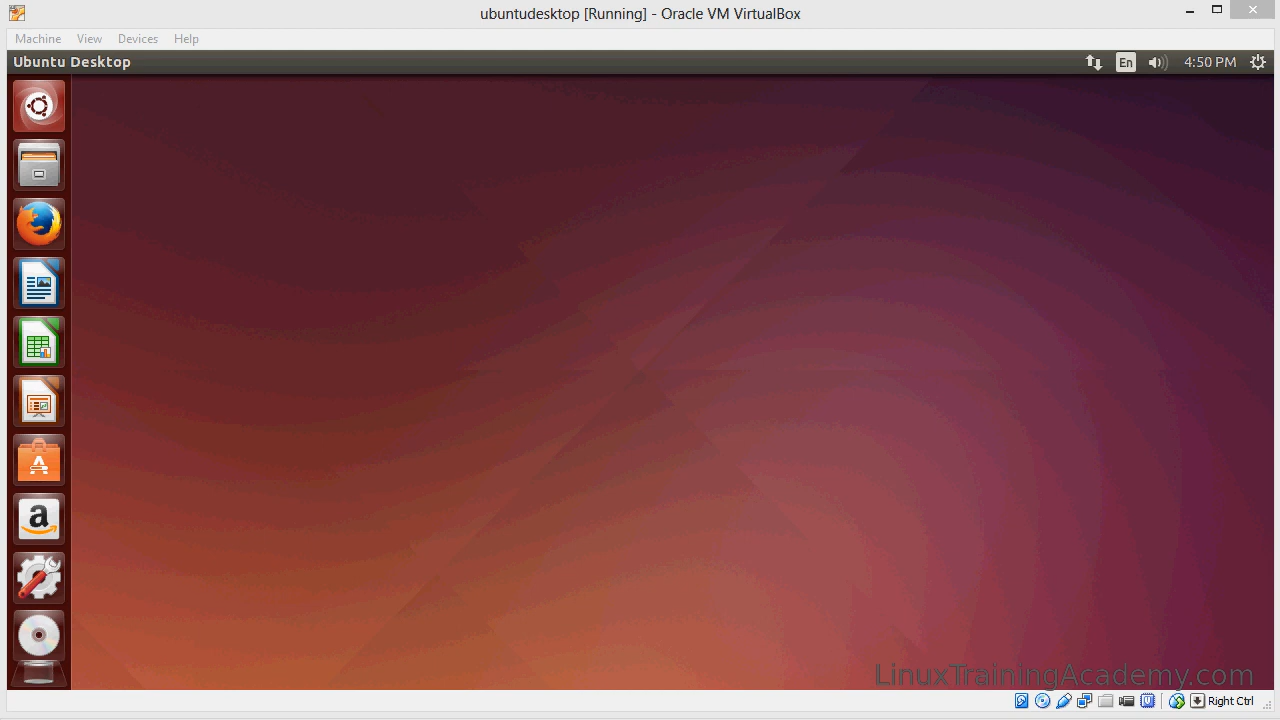 ubuntudesktop [Running] - Oracle VM VirtualBox
Machine View Devices Help
Ubuntu Desktop En 4:50 PM
a
LinuxTrainingAcademy.com
Right Ctrl